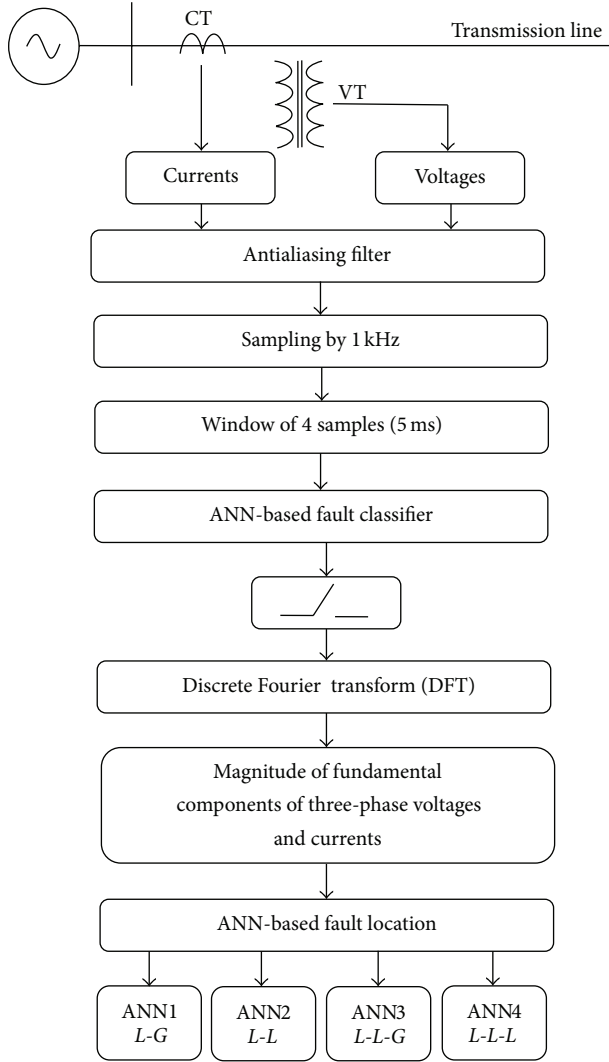 CT
Transmission line
VT
Currents
Voltages
Antialiasing filter
Sampling by 1 kHz
Window of 4 samples (5 ms)
ANN-based fault classifier
Discrete Fourier transform (DFT)
Magnitude of fundamental
components of three-phase voltages
and currents
ANN-based fault location
ANN1
L-G
ANN2
L-L
ANN3
L-L-G
ANN4
L-L-L